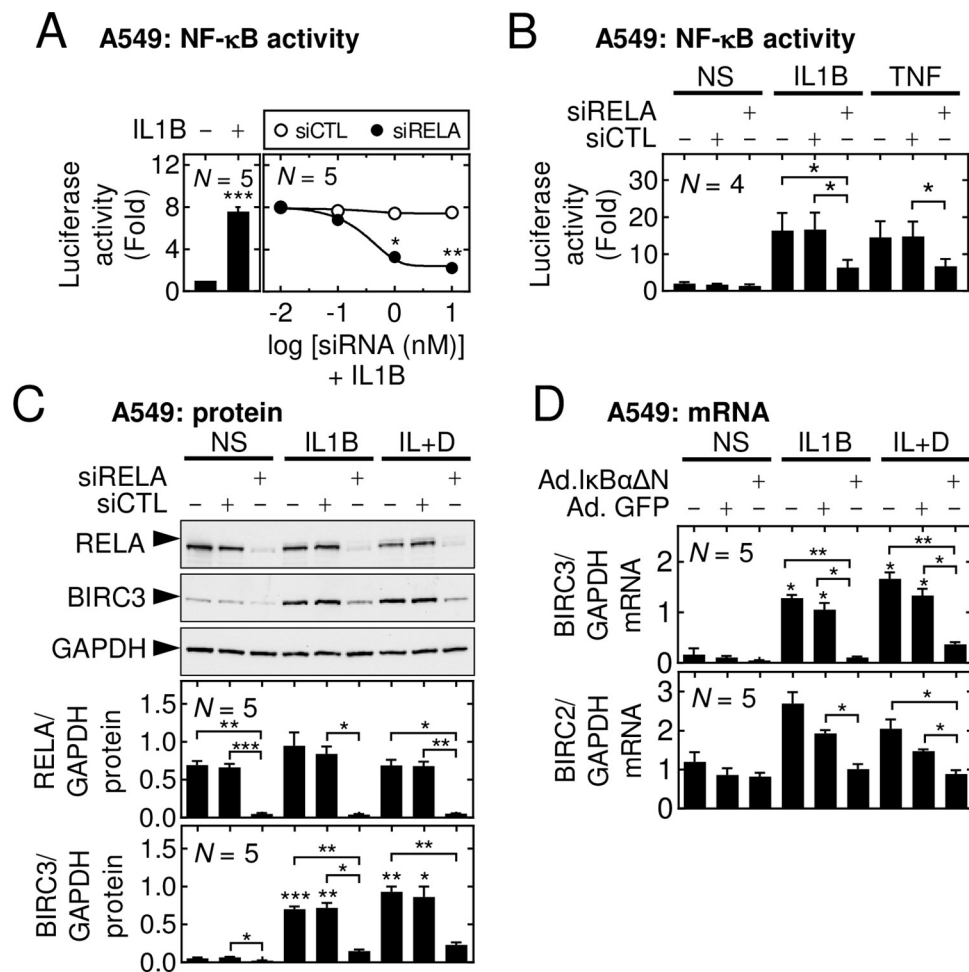 A A549: NF-κB activity
IL1B – +
siCTL siRELA
Luciferase activity (Fold)
12
8
4
0
N = 5
***
N = 5
*
**
-2 -1 0 1
log [siRNA (nM)]
+ IL1B
B A549: NF-κB activity
NS IL1B TNF
siRELA – – + – – + – – +
siCTL – + – – + – – + –
Luciferase activity (Fold)
30
20
10
0
N = 4
*
*
*
C A549: protein
NS IL1B IL+D
siRELA – – + – – + – – +
siCTL – + – – + – – + –
RELA
BIRC3
GAPDH
RELA/
GAPDH
protein
1.5
1.0
0.5
0.0
N = 5
** * *
*** **
BIRC3/
GAPDH
protein
1.5
1.0
0.5
0.0
N = 5
** **
*
*** ** ** *
*
D A549: mRNA
NS IL1B IL+D
Ad.IκBαΔN – – + – – + – – +
Ad. GFP – + – – + – – + –
BIRC3/
GAPDH
mRNA
2
1
0
N = 5
** **
* *
* * * *
BIRC2/
GAPDH
mRNA
3
2
1
0
N = 5
* *
*